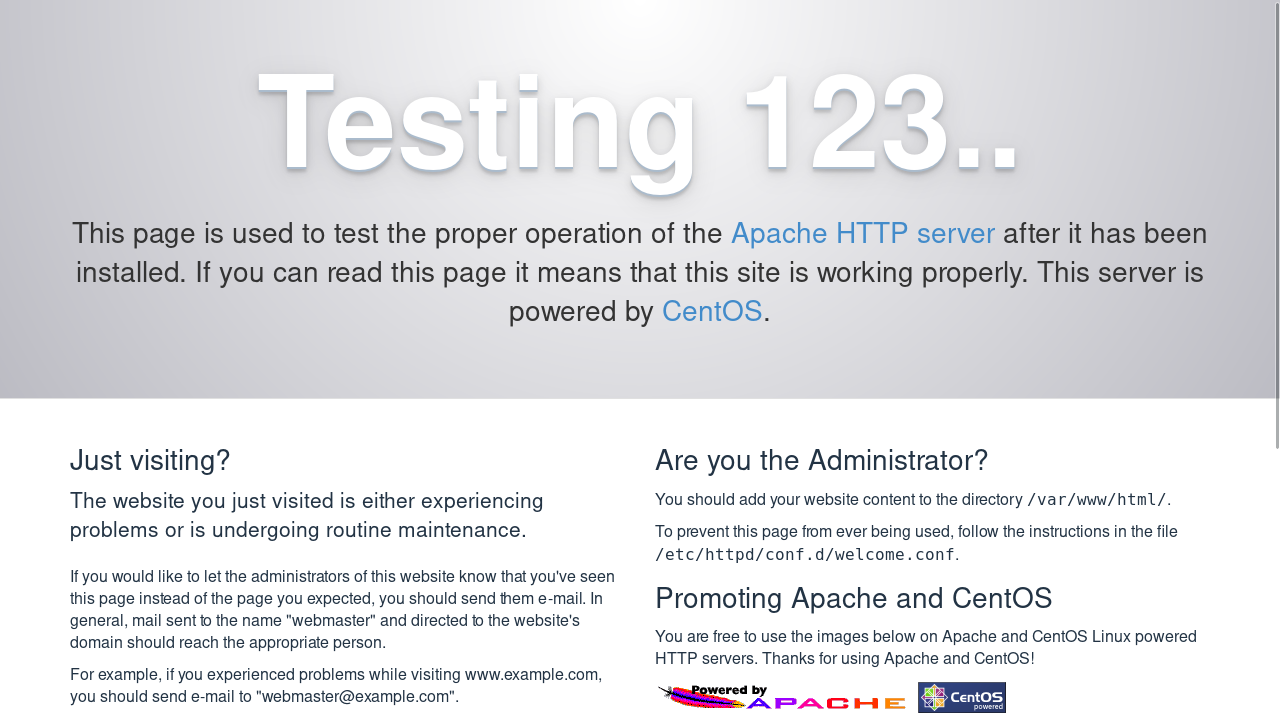 Testing 123..
This page is used to test the proper operation of the Apache HTTP server after it has been
installed. If you can read this page it means that this site is working properly. This server is
powered by CentOS.
Just visiting?
The website you just visited is either experiencing
problems or is undergoing routine maintenance.
If you would like to let the administrators of this website know that you've seen
this page instead of the page you expected, you should send them e-mail. In
general, mail sent to the name "webmaster" and directed to the website's
domain should reach the appropriate person.
For example, if you experienced problems while visiting www.example.com,
you should send e-mail to "webmaster@example.com".
Are you the Administrator?
You should add your website content to the directory /var/www/html/.
To prevent this page from ever being used, follow the instructions in the file
/etc/httpd/conf.d/welcome.conf.
Promoting Apache and CentOS
You are free to use the images below on Apache and CentOS Linux powered
HTTP servers. Thanks for using Apache and CentOS!
Powered by
APACHE
CentOS
powered